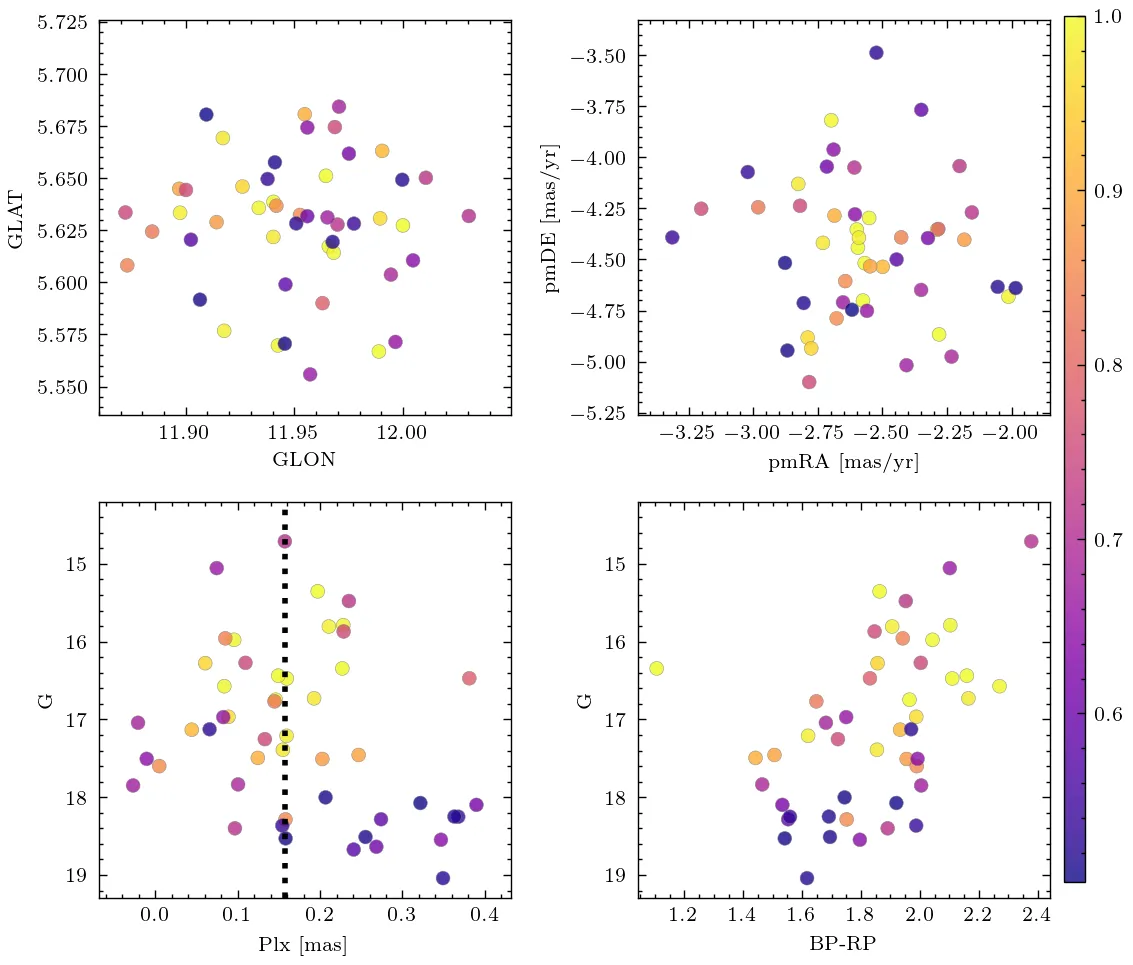 5.725
5.700
5.675
5.650
5.625
5.600
5.575
5.550
GLAT
11.90 11.95 12.00
GLON
−3.50
−3.75
−4.00
−4.25
−4.50
−4.75
−5.00
−5.25
pmDE [mas/yr]
−3.25 −3.00 −2.75 −2.50 −2.25 −2.00
pmRA [mas/yr]
1.0
0.9
0.8
0.7
0.6
15
16
17
18
19
G
0.0 0.1 0.2 0.3 0.4
Plx [mas]
15
16
17
18
19
G
1.2 1.4 1.6 1.8 2.0 2.2 2.4
BP-RP